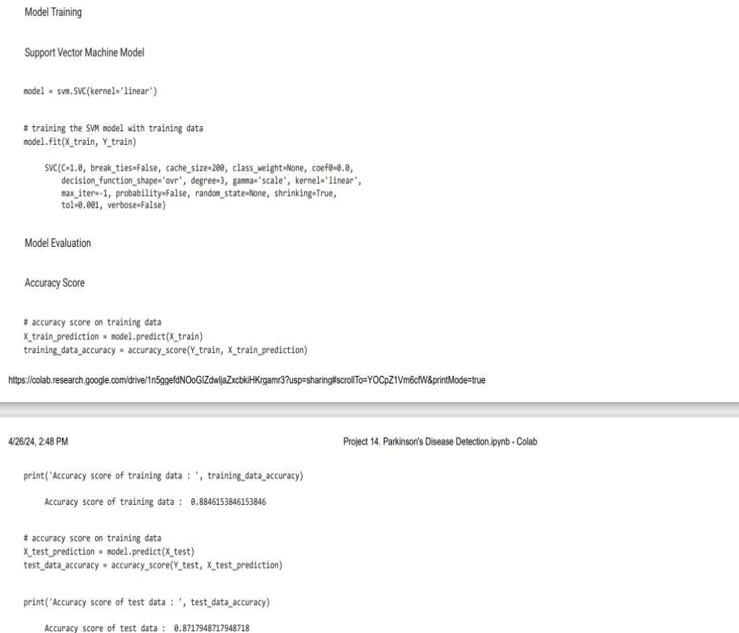 Model Training
Support Vector Machine Model
model = svm.SVC(kernel='linear')
# training the SVM model with training data
model.fit(X_train, Y_train)
SVC(C=1.0, break_ties=False, cache_size=200, class_weight=None, coef0=0.0,
decision_function_shape='ovr', degree=3, gamma='scale', kernel='linear',
max_iter=-1, probability=False, random_state=None, shrinking=True,
tol=0.001, verbose=False)
Model Evaluation
Accuracy Score
# accuracy score on training data
X_train_prediction = model.predict(X_train)
training_data_accuracy = accuracy_score(Y_train, X_train_prediction)
https://colab.research.google.com/drive/1n5ggefdNOoGIZdwljaZxcbkiHKrgamr3?usp=sharing#scrollTo=YOCpZ1Vm6cfW&printMode=true
4/26/24, 2:48 PM
Project 14. Parkinson's Disease Detection.ipynb - Colab
print('Accuracy score of training data : ', training_data_accuracy)
Accuracy score of training data :  0.8846153846153846
# accuracy score on training data
X_test_prediction = model.predict(X_test)
test_data_accuracy = accuracy_score(Y_test, X_test_prediction)
print('Accuracy score of test data : ', test_data_accuracy)
Accuracy score of test data :  0.8717948717948718